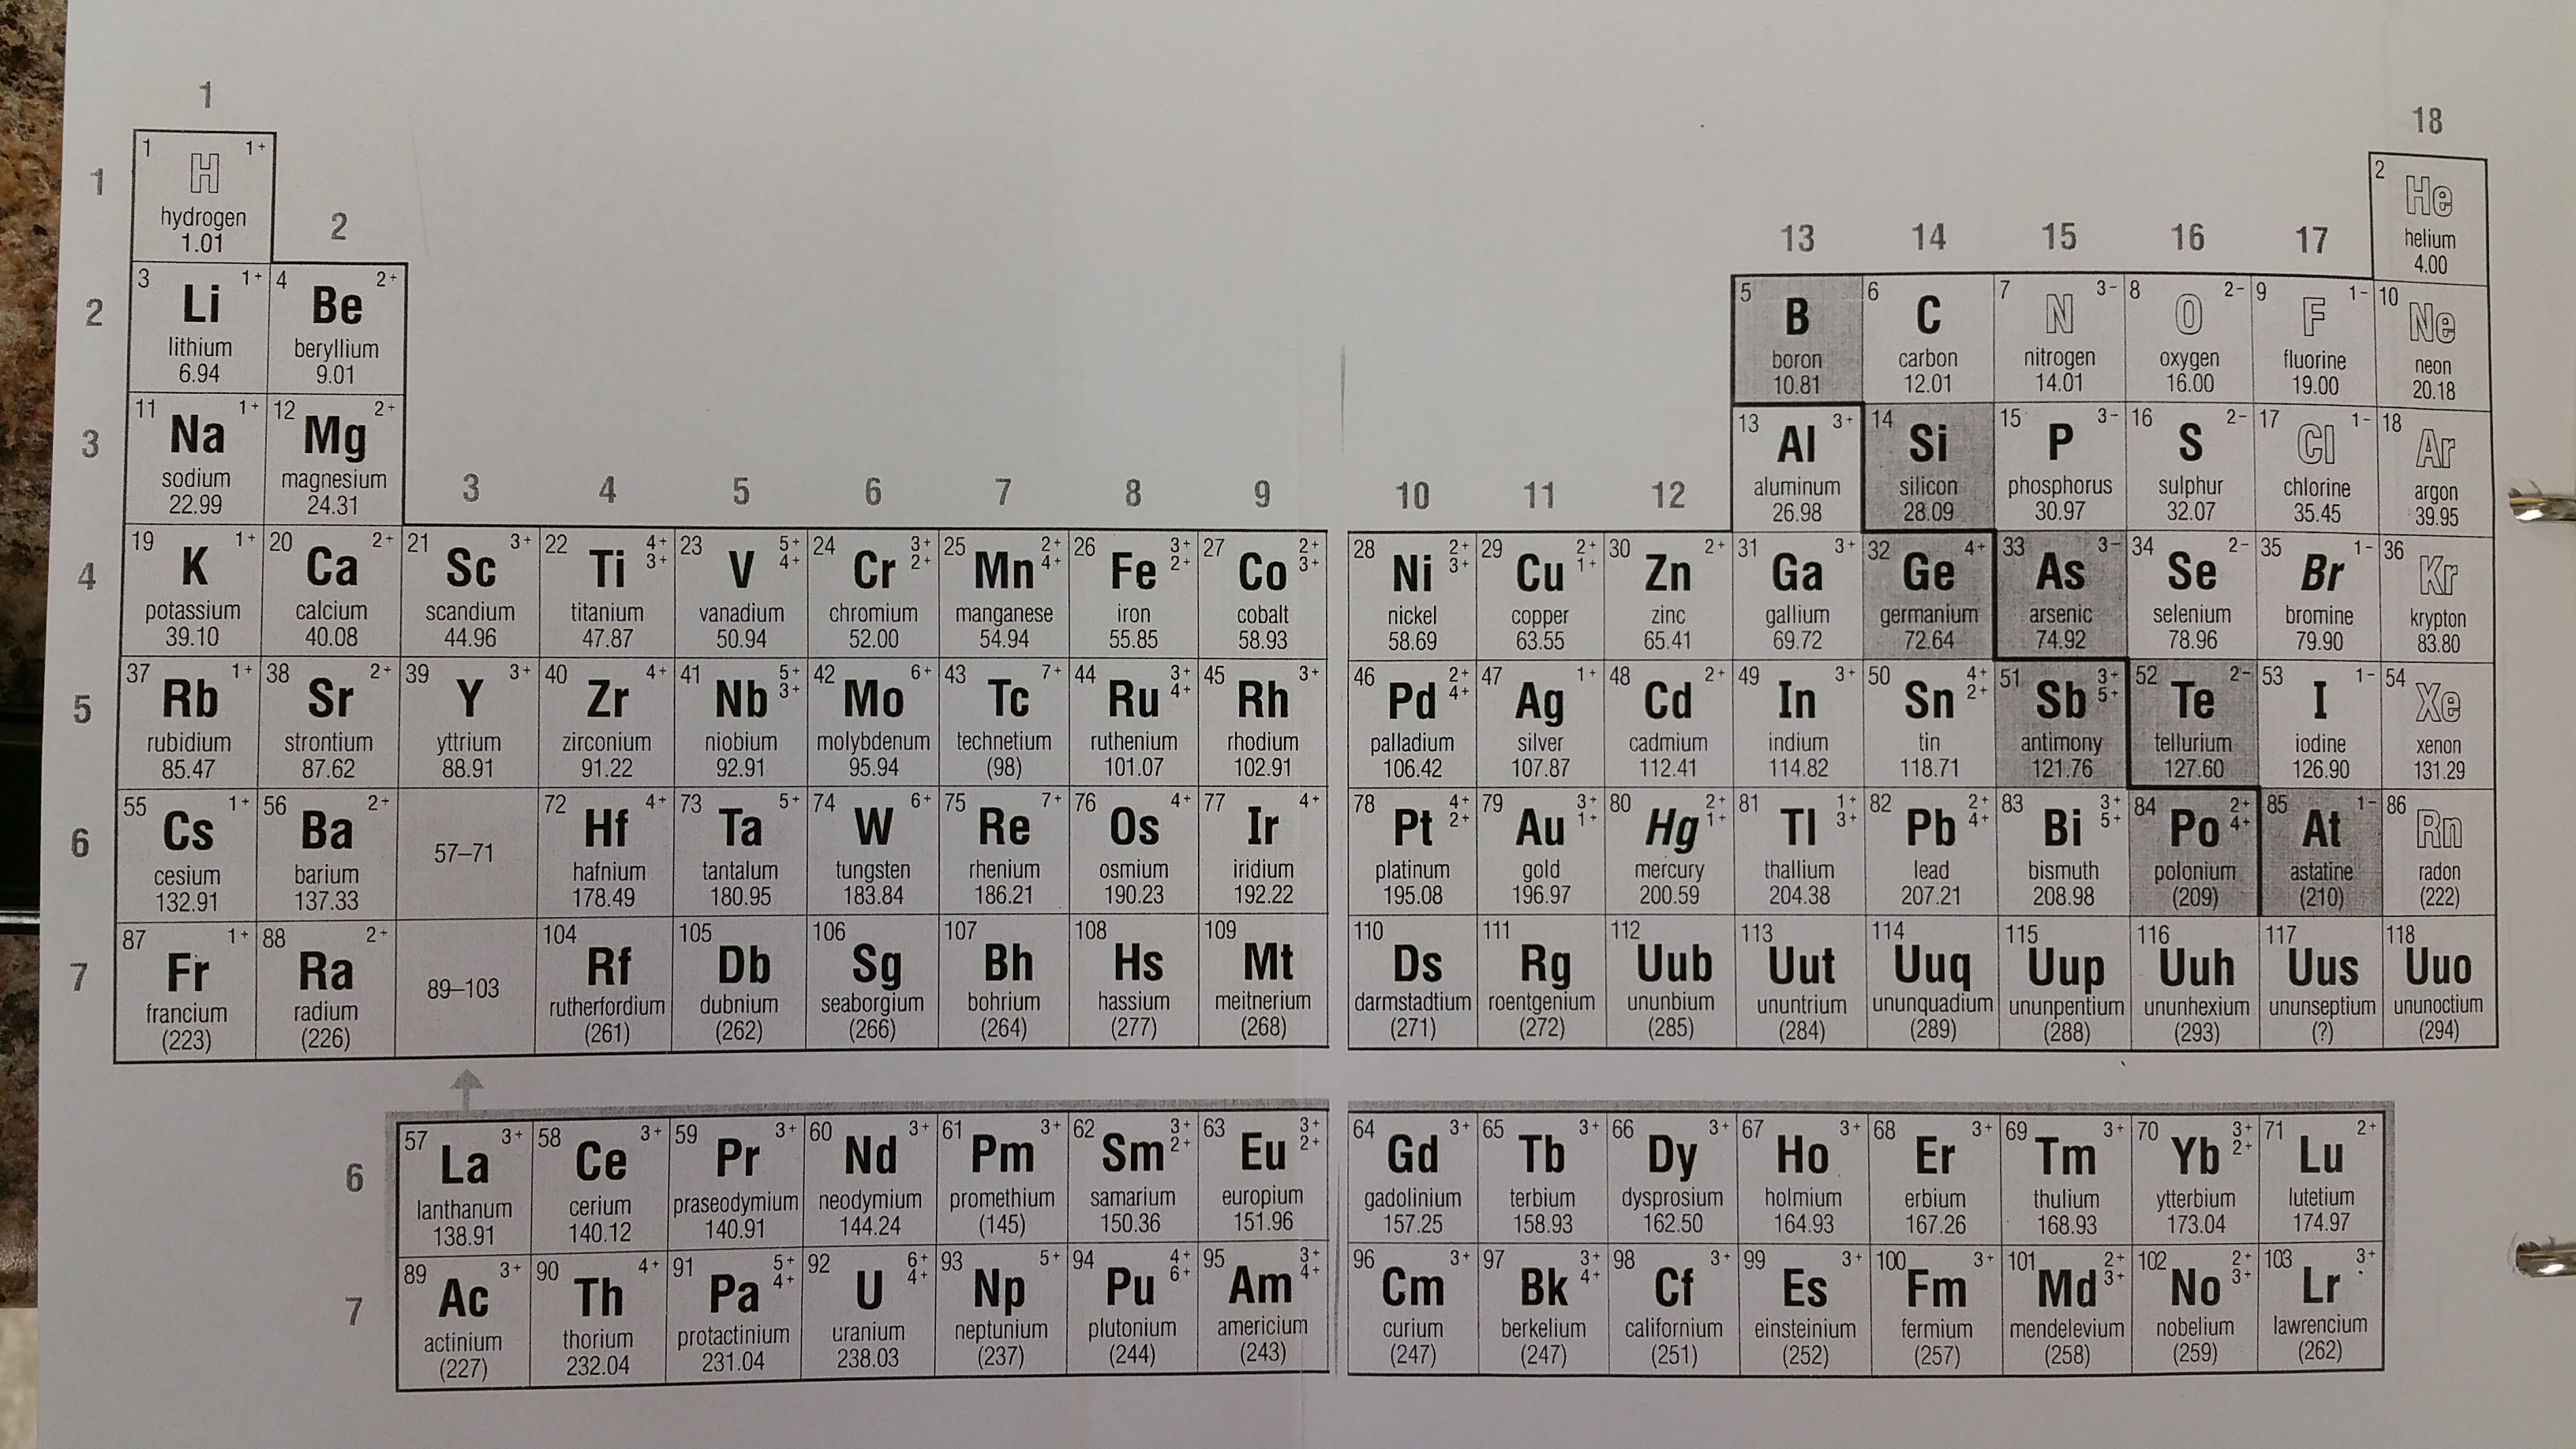 1
18
1 1+ 2
1 H He
hydrogen 2 helium
1.01 13 14 15 16 17 4.00
3 1+ 4 2+ 5 6 7 3– 8 2– 9 1– 10
2 Li Be B C N O F Ne
lithium beryllium boron carbon nitrogen oxygen fluorine neon
6.94 9.01 10.81 12.01 14.01 16.00 19.00 20.18
11 1+ 12 2+ 13 3+ 14 15 3– 16 2– 17 1– 18
3 Na Mg Al Si P S Cl Ar
sodium magnesium 3 4 5 6 7 8 9 10 11 12 aluminum silicon phosphorus sulphur chlorine argon
22.99 24.31 26.98 28.09 30.97 32.07 35.45 39.95
19 1+ 20 2+ 21 3+ 22 4+ 3+ 23 5+ 4+ 24 3+ 2+ 25 2+ 4+ 26 3+ 2+ 27 2+ 3+ 28 2+ 3+ 29 2+ 1+ 30 2+ 31 3+ 32 4+ 33 3– 34 2– 35 1– 36
4 K Ca Sc Ti V Cr Mn Fe Co Ni Cu Zn Ga Ge As Se Br Kr
potassium calcium scandium titanium vanadium chromium manganese iron cobalt nickel copper zinc gallium germanium arsenic selenium bromine krypton
39.10 40.08 44.96 47.87 50.94 52.00 54.94 55.85 58.93 58.69 63.55 65.41 69.72 72.64 74.92 78.96 79.90 83.80
37 1+ 38 2+ 39 3+ 40 4+ 41 5+ 3+ 42 6+ 43 7+ 44 3+ 4+ 45 3+ 46 2+ 4+ 47 1+ 48 2+ 49 3+ 50 4+ 2+ 51 3+ 5+ 52 2– 53 1– 54
5 Rb Sr Y Zr Nb Mo Tc Ru Rh Pd Ag Cd In Sn Sb Te I Xe
rubidium strontium yttrium zirconium niobium molybdenum technetium ruthenium rhodium palladium silver cadmium indium tin antimony tellurium iodine xenon
85.47 87.62 88.91 91.22 92.91 95.94 (98) 101.07 102.91 106.42 107.87 112.41 114.82 118.71 121.76 127.60 126.90 131.29
55 1+ 56 2+ 72 4+ 73 5+ 74 6+ 75 7+ 76 4+ 77 4+ 78 4+ 2+ 79 3+ 1+ 80 2+ 1+ 81 1+ 3+ 82 2+ 4+ 83 3+ 5+ 84 2+ 4+ 85 1– 86
6 Cs Ba 57–71 Hf Ta W Re Os Ir Pt Au Hg Tl Pb Bi Po At Rn
cesium barium hafnium tantalum tungsten rhenium osmium iridium platinum gold mercury thallium lead bismuth polonium astatine radon
132.91 137.33 178.49 180.95 183.84 186.21 190.23 192.22 195.08 196.97 200.59 204.38 207.21 208.98 (209) (210) (222)
87 1+ 88 2+ 104 105 106 107 108 109 110 111 112 113 114 115 116 117 118
7 Fr Ra 89–103 Rf Db Sg Bh Hs Mt Ds Rg Uub Uut Uuq Uup Uuh Uus Uuo
francium radium rutherfordium dubnium seaborgium bohrium hassium meitnerium darmstadtium roentgenium ununbium ununtrium ununquadium ununpentium ununhexium ununseptium ununoctium
(223) (226) (261) (262) (266) (264) (277) (268) (271) (272) (285) (284) (289) (288) (293) (?) (294)
57 3+ 58 3+ 59 3+ 60 3+ 61 3+ 62 3+ 2+ 63 3+ 2+ 64 3+ 65 3+ 66 3+ 67 3+ 68 3+ 69 3+ 70 3+ 2+ 71 2+
6 La Ce Pr Nd Pm Sm Eu Gd Tb Dy Ho Er Tm Yb Lu
lanthanum cerium praseodymium neodymium promethium samarium europium gadolinium terbium dysprosium holmium erbium thulium ytterbium lutetium
138.91 140.12 140.91 144.24 (145) 150.36 151.96 157.25 158.93 162.50 164.93 167.26 168.93 173.04 174.97
89 3+ 90 4+ 91 5+ 4+ 92 6+ 4+ 93 5+ 94 4+ 6+ 95 3+ 4+ 96 3+ 97 3+ 4+ 98 3+ 99 3+ 100 3+ 101 2+ 3+ 102 2+ 3+ 103 3+
7 Ac Th Pa U Np Pu Am Cm Bk Cf Es Fm Md No Lr
actinium thorium protactinium uranium neptunium plutonium americium curium berkelium californium einsteinium fermium mendelevium nobelium lawrencium
(227) 232.04 231.04 238.03 (237) (244) (243) (247) (247) (251) (252) (257) (258) (259) (262)